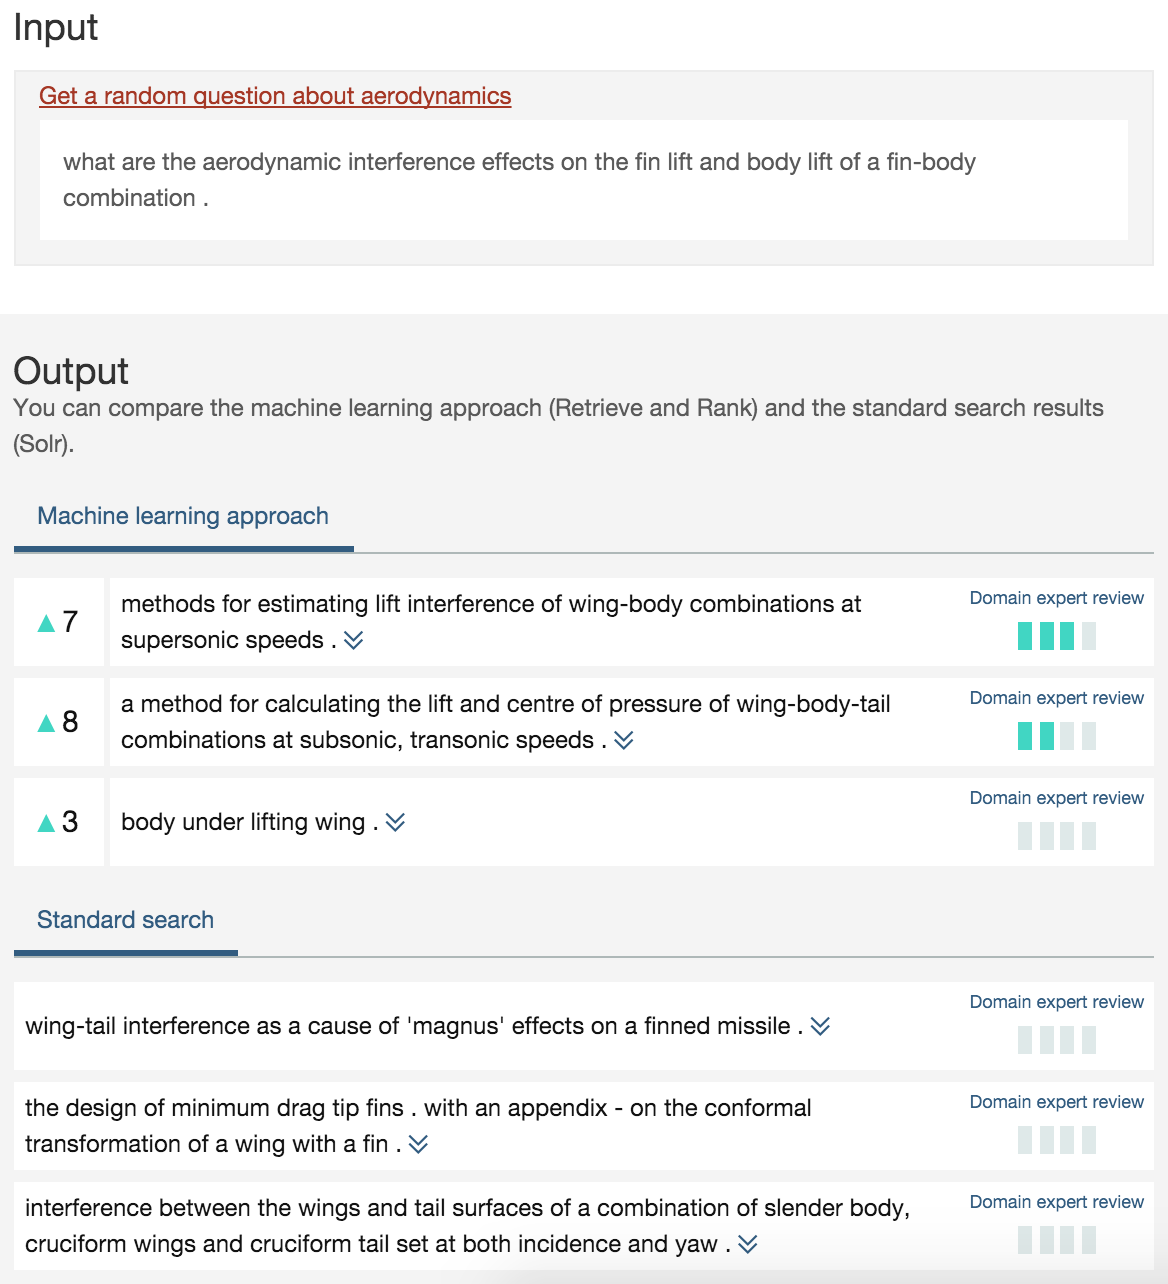 Input
Get a random question about aerodynamics
what are the aerodynamic interference effects on the fin lift and body lift of a fin-body
combination .
Output
You can compare the machine learning approach (Retrieve and Rank) and the standard search results
(Solr).
Machine learning approach
7
methods for estimating lift interference of wing-body combinations at
supersonic speeds .
Domain expert review
8
a method for calculating the lift and centre of pressure of wing-body-tail
combinations at subsonic, transonic speeds .
Domain expert review
3
body under lifting wing .
Domain expert review
Standard search
wing-tail interference as a cause of 'magnus' effects on a finned missile .
Domain expert review
the design of minimum drag tip fins . with an appendix - on the conformal
transformation of a wing with a fin .
Domain expert review
interference between the wings and tail surfaces of a combination of slender body,
cruciform wings and cruciform tail set at both incidence and yaw .
Domain expert review